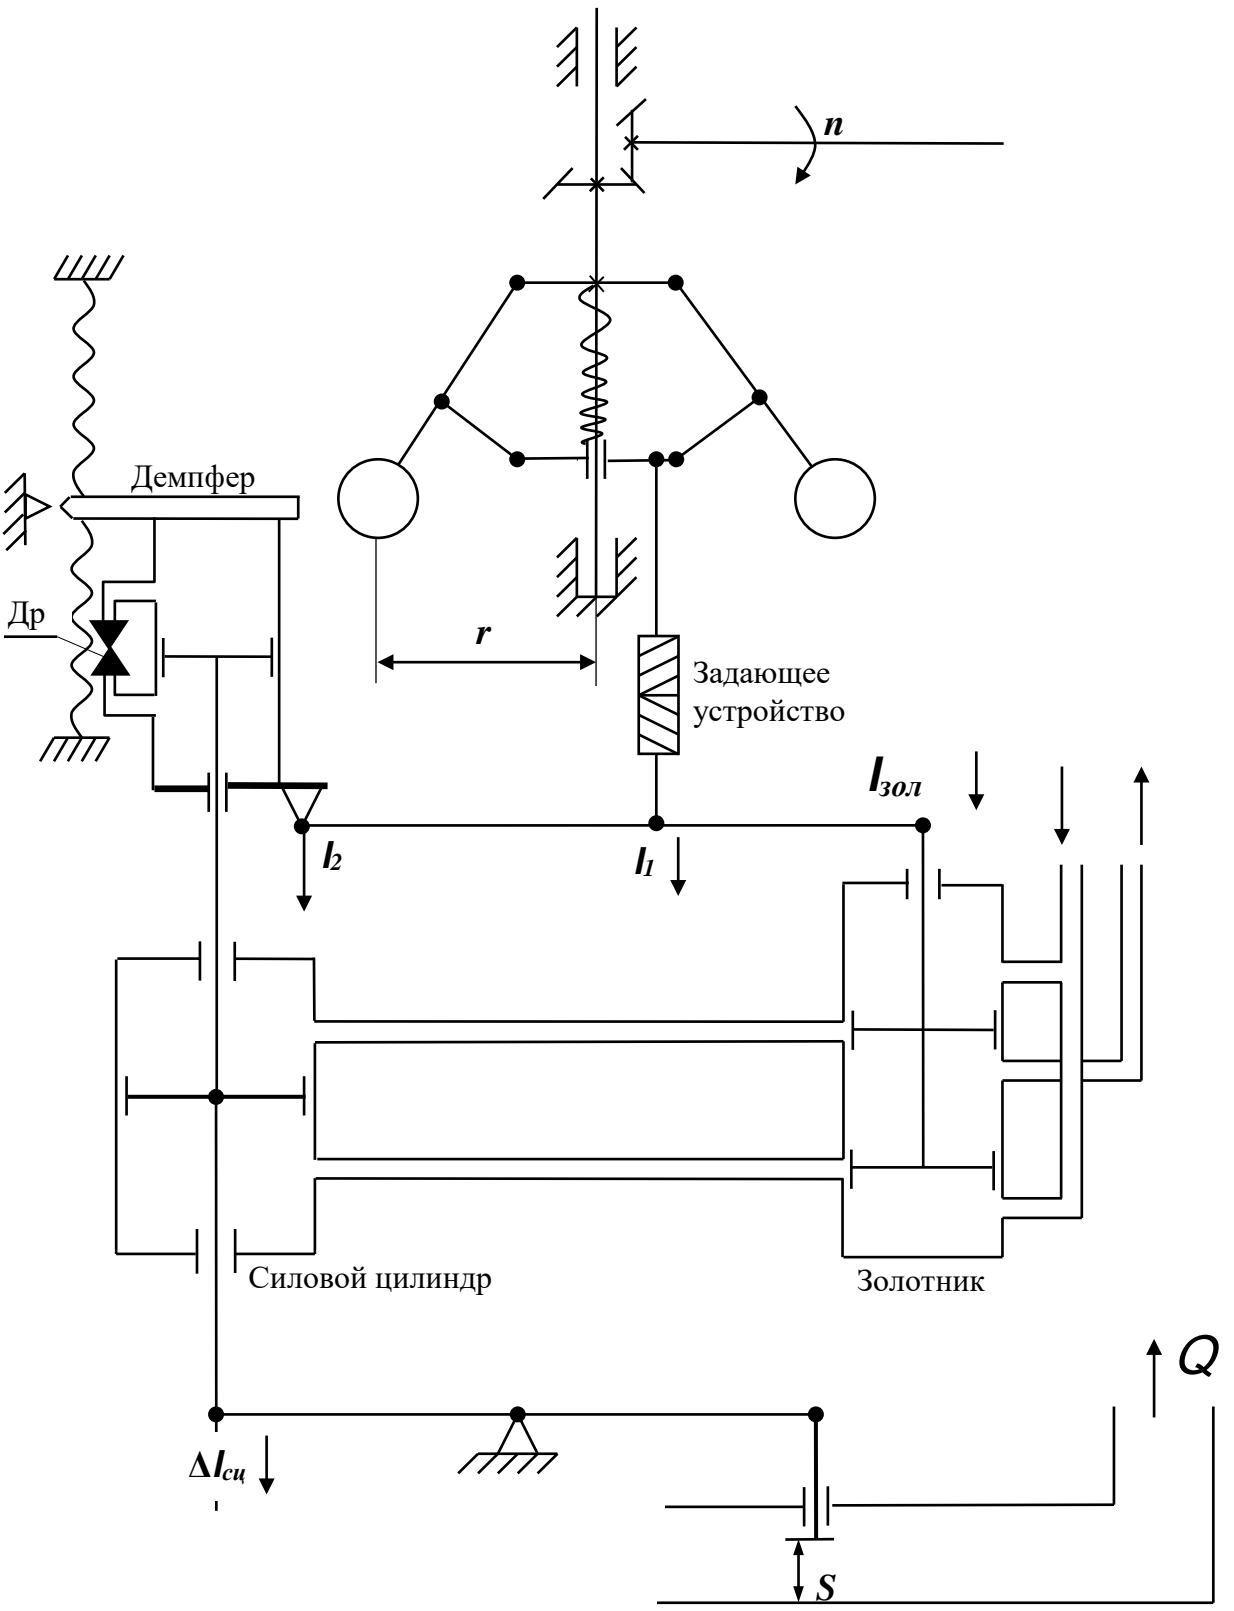 n
Демпфер
Др
r
Задающее
устройство
lзол
l2
l1
Силовой цилиндр
Золотник
Q
Δlсц
S